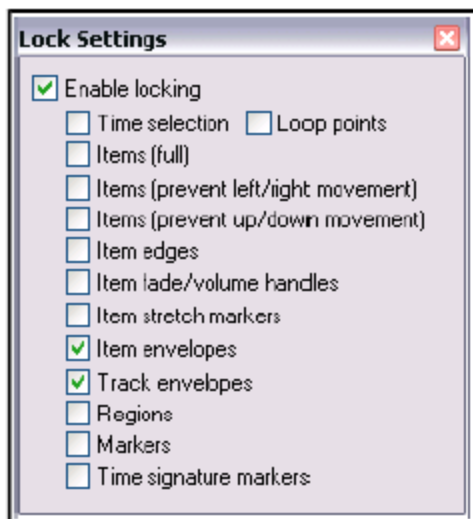 Lock Settings
Enable locking
Time selection Loop points
Items (full)
Items (prevent left/right movement)
Items (prevent up/down movement)
Item edges
Item fade/volume handles
Item stretch markers
Item envelopes
Track envelopes
Regions
Markers
Time signature markers